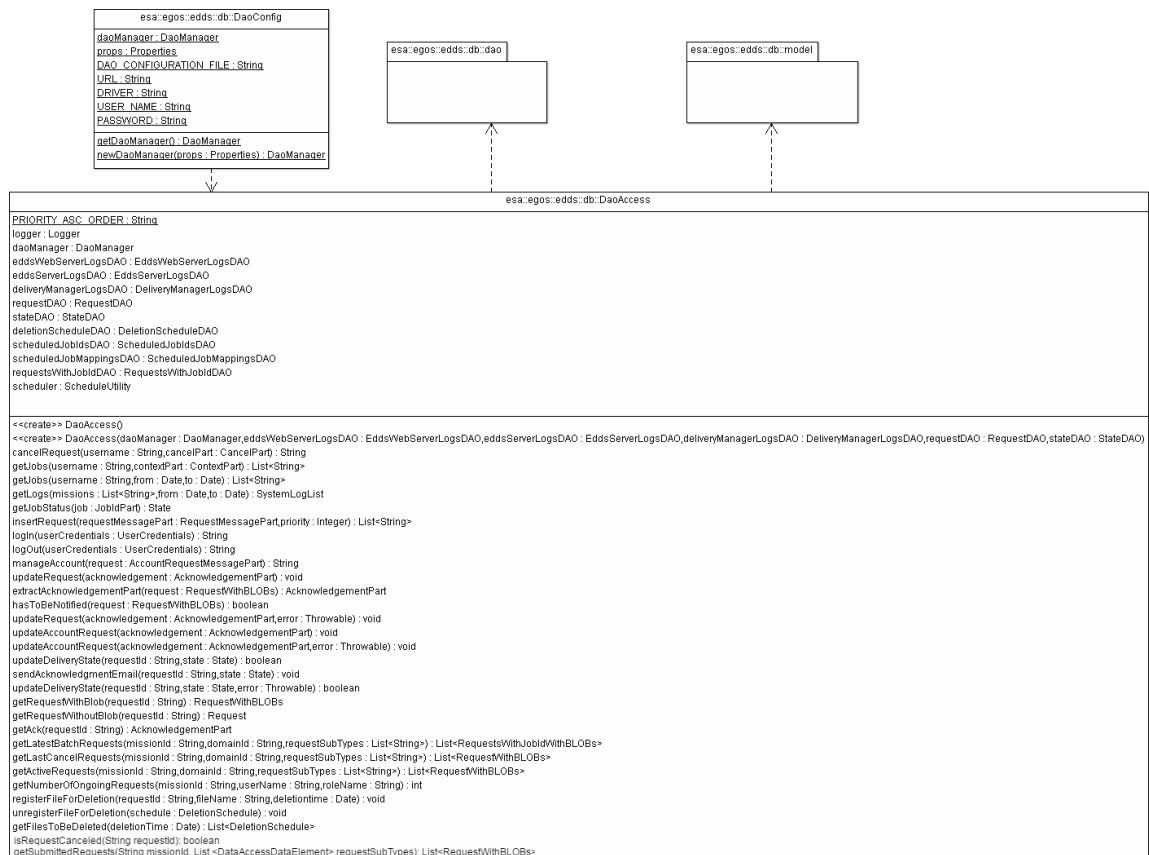 esa::egos::edds::db::DaoConfig
daoManager : DaoManager
props : Properties
DAO_CONFIGURATION_FILE : String
URL : String
DRIVER : String
USER_NAME : String
PASSWORD : String
getDaoManager() : DaoManager
newDaoManager(props : Properties) : DaoManager
esa::egos::edds::db::dao
esa::egos::edds::db::model
esa::egos::edds::db::DaoAccess
PRIORITY_ASC_ORDER : String
logger : Logger
daoManager : DaoManager
eddsWebServerLogsDAO : EddsWebServerLogsDAO
eddsServerLogsDAO : EddsServerLogsDAO
deliveryManagerLogsDAO : DeliveryManagerLogsDAO
requestDAO : RequestDAO
stateDAO : StateDAO
deletionScheduleDAO : DeletionScheduleDAO
scheduledJobIdsDAO : ScheduledJobIdsDAO
scheduledJobMappingsDAO : ScheduledJobMappingsDAO
requestsWithJobIdDAO : RequestsWithJobIdDAO
scheduler : ScheduleUtility
<<create>> DaoAccess()
<<create>> DaoAccess(daoManager : DaoManager,eddsWebServerLogsDAO : EddsWebServerLogsDAO,eddsServerLogsDAO : EddsServerLogsDAO,deliveryManagerLogsDAO : DeliveryManagerLogsDAO,requestDAO : RequestDAO,stateDAO : StateDAO)
cancelRequest(username : String,cancelPart : CancelPart) : String
getJobs(username : String,contextPart : ContextPart) : List<String>
getJobs(username : String,from : Date,to : Date) : List<String>
getLogs(missions : List<String>,from : Date,to : Date) : SystemLogList
getJobStatus(job : JobIdPart) : State
insertRequest(requestMessagePart : RequestMessagePart,priority : Integer) : List<String>
logIn(userCredentials : UserCredentials) : String
logOut(userCredentials : UserCredentials) : String
manageAccount(request : AccountRequestMessagePart) : String
updateRequest(acknowledgement : AcknowledgementPart) : void
extractAcknowledgementPart(request : RequestWithBLOBs) : AcknowledgementPart
hasToBeNotified(request : RequestWithBLOBs) : boolean
updateRequest(acknowledgement : AcknowledgementPart,error : Throwable) : void
updateAccountRequest(acknowledgement : AcknowledgementPart) : void
updateAccountRequest(acknowledgement : AcknowledgementPart,error : Throwable) : void
updateDeliveryState(requestId : String,state : State) : boolean
sendAcknowledgmentEmail(requestId : String,state : State) : void
updateDeliveryState(requestId : String,state : State,error : Throwable) : boolean
getRequestWithBlob(requestId : String) : RequestWithBLOBs
getRequestWithoutBlob(requestId : String) : Request
getAck(requestId : String) : AcknowledgementPart
getLatestBatchRequests(missionId : String,domainId : String,requestSubTypes : List<String>) : List<RequestsWithJobIdWithBLOBs>
getLastCancelRequests(missionId : String,domainId : String,requestSubTypes : List<String>) : List<RequestWithBLOBs>
getActiveRequests(missionId : String,domainId : String,requestSubTypes : List<String>) : List<RequestWithBLOBs>
getNumberOfOngoingRequests(missionId : String,userName : String,roleName : String) : int
registerFileForDeletion(requestId : String,fileName : String,deletiontime : Date) : void
unregisterFileForDeletion(schedule : DeletionSchedule) : void
getFilesToBeDeleted(deletionTime : Date) : List<DeletionSchedule>
isRequestCanceled(String requestId): boolean
getSubmittedRequests(String missionId, List <DataAccessDataElement> requestSubTypes): List<RequestWithBLOBs>